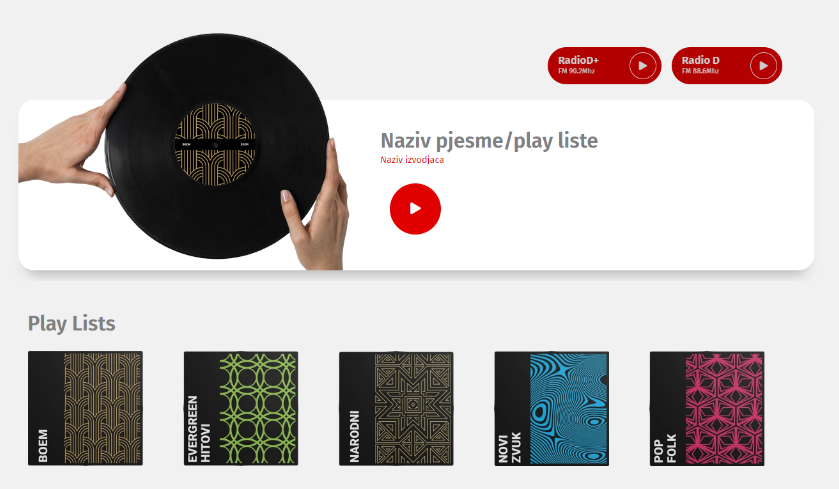 RadioD+
FM 90.2Mhz
Radio D
FM 88.6Mhz
Naziv pjesme/play liste
Naziv izvodjaca
Play Lists
BOEM
EVERGREEN
HITOVI
NARODNI
NOVI
ZVUK
POP
FOLK